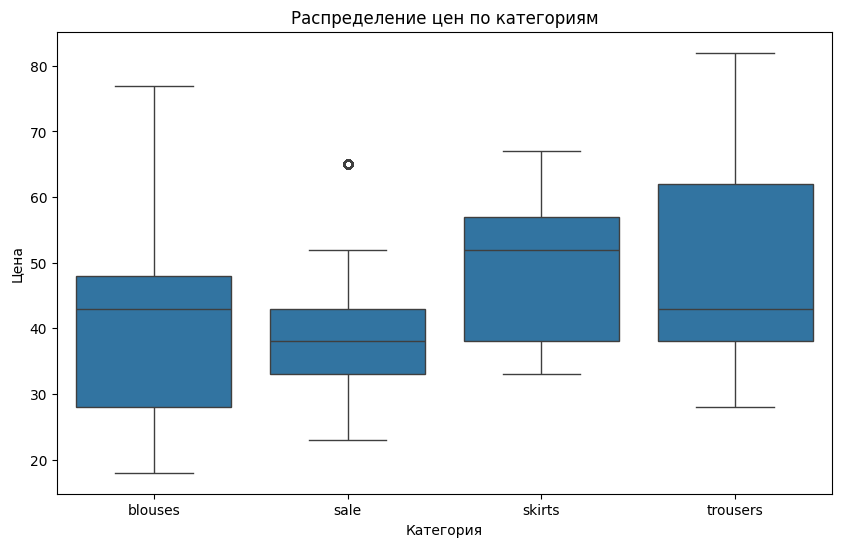 Распределение цен по категориям
Цена
80
70
60
50
40
30
20
blouses
sale
skirts
trousers
Категория